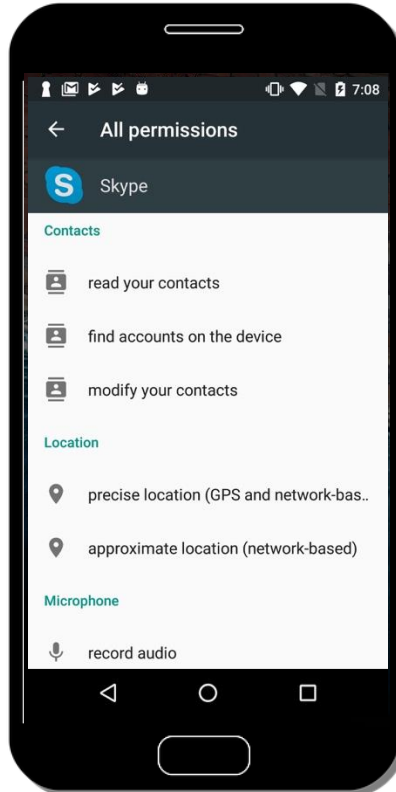 7:08
All permissions
S Skype
Contacts
read your contacts
find accounts on the device
modify your contacts
Location
precise location (GPS and network-bas..
approximate location (network-based)
Microphone
record audio